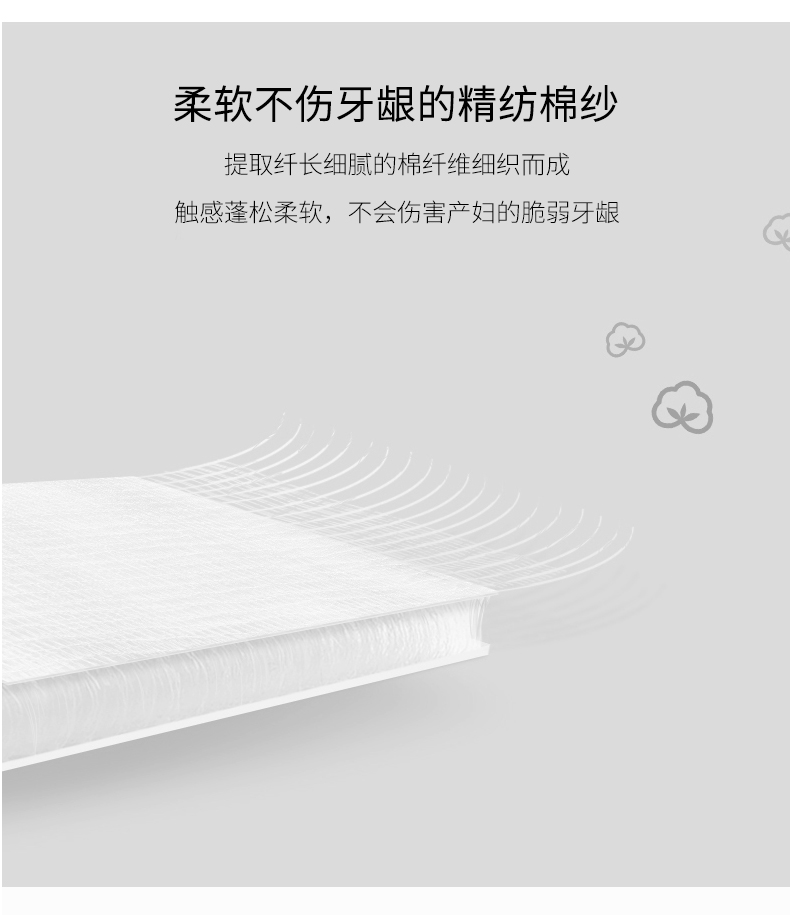 柔软不伤牙龈的精纺棉纱
提取纤长细腻的棉纤维细织而成
触感蓬松柔软，不会伤害产妇的脆弱牙龈